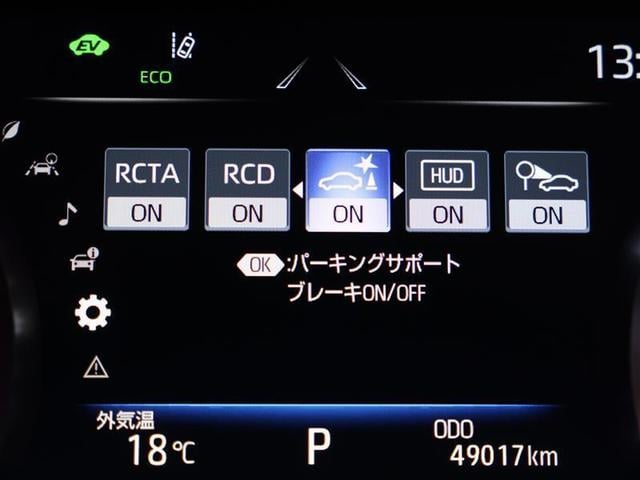 EV
ECO
13:
RCTA RCD HUD
ON ON ON ON ON
OK :パーキングサポート
ブレーキON/OFF
外気温 ODO
18℃ P 49017km